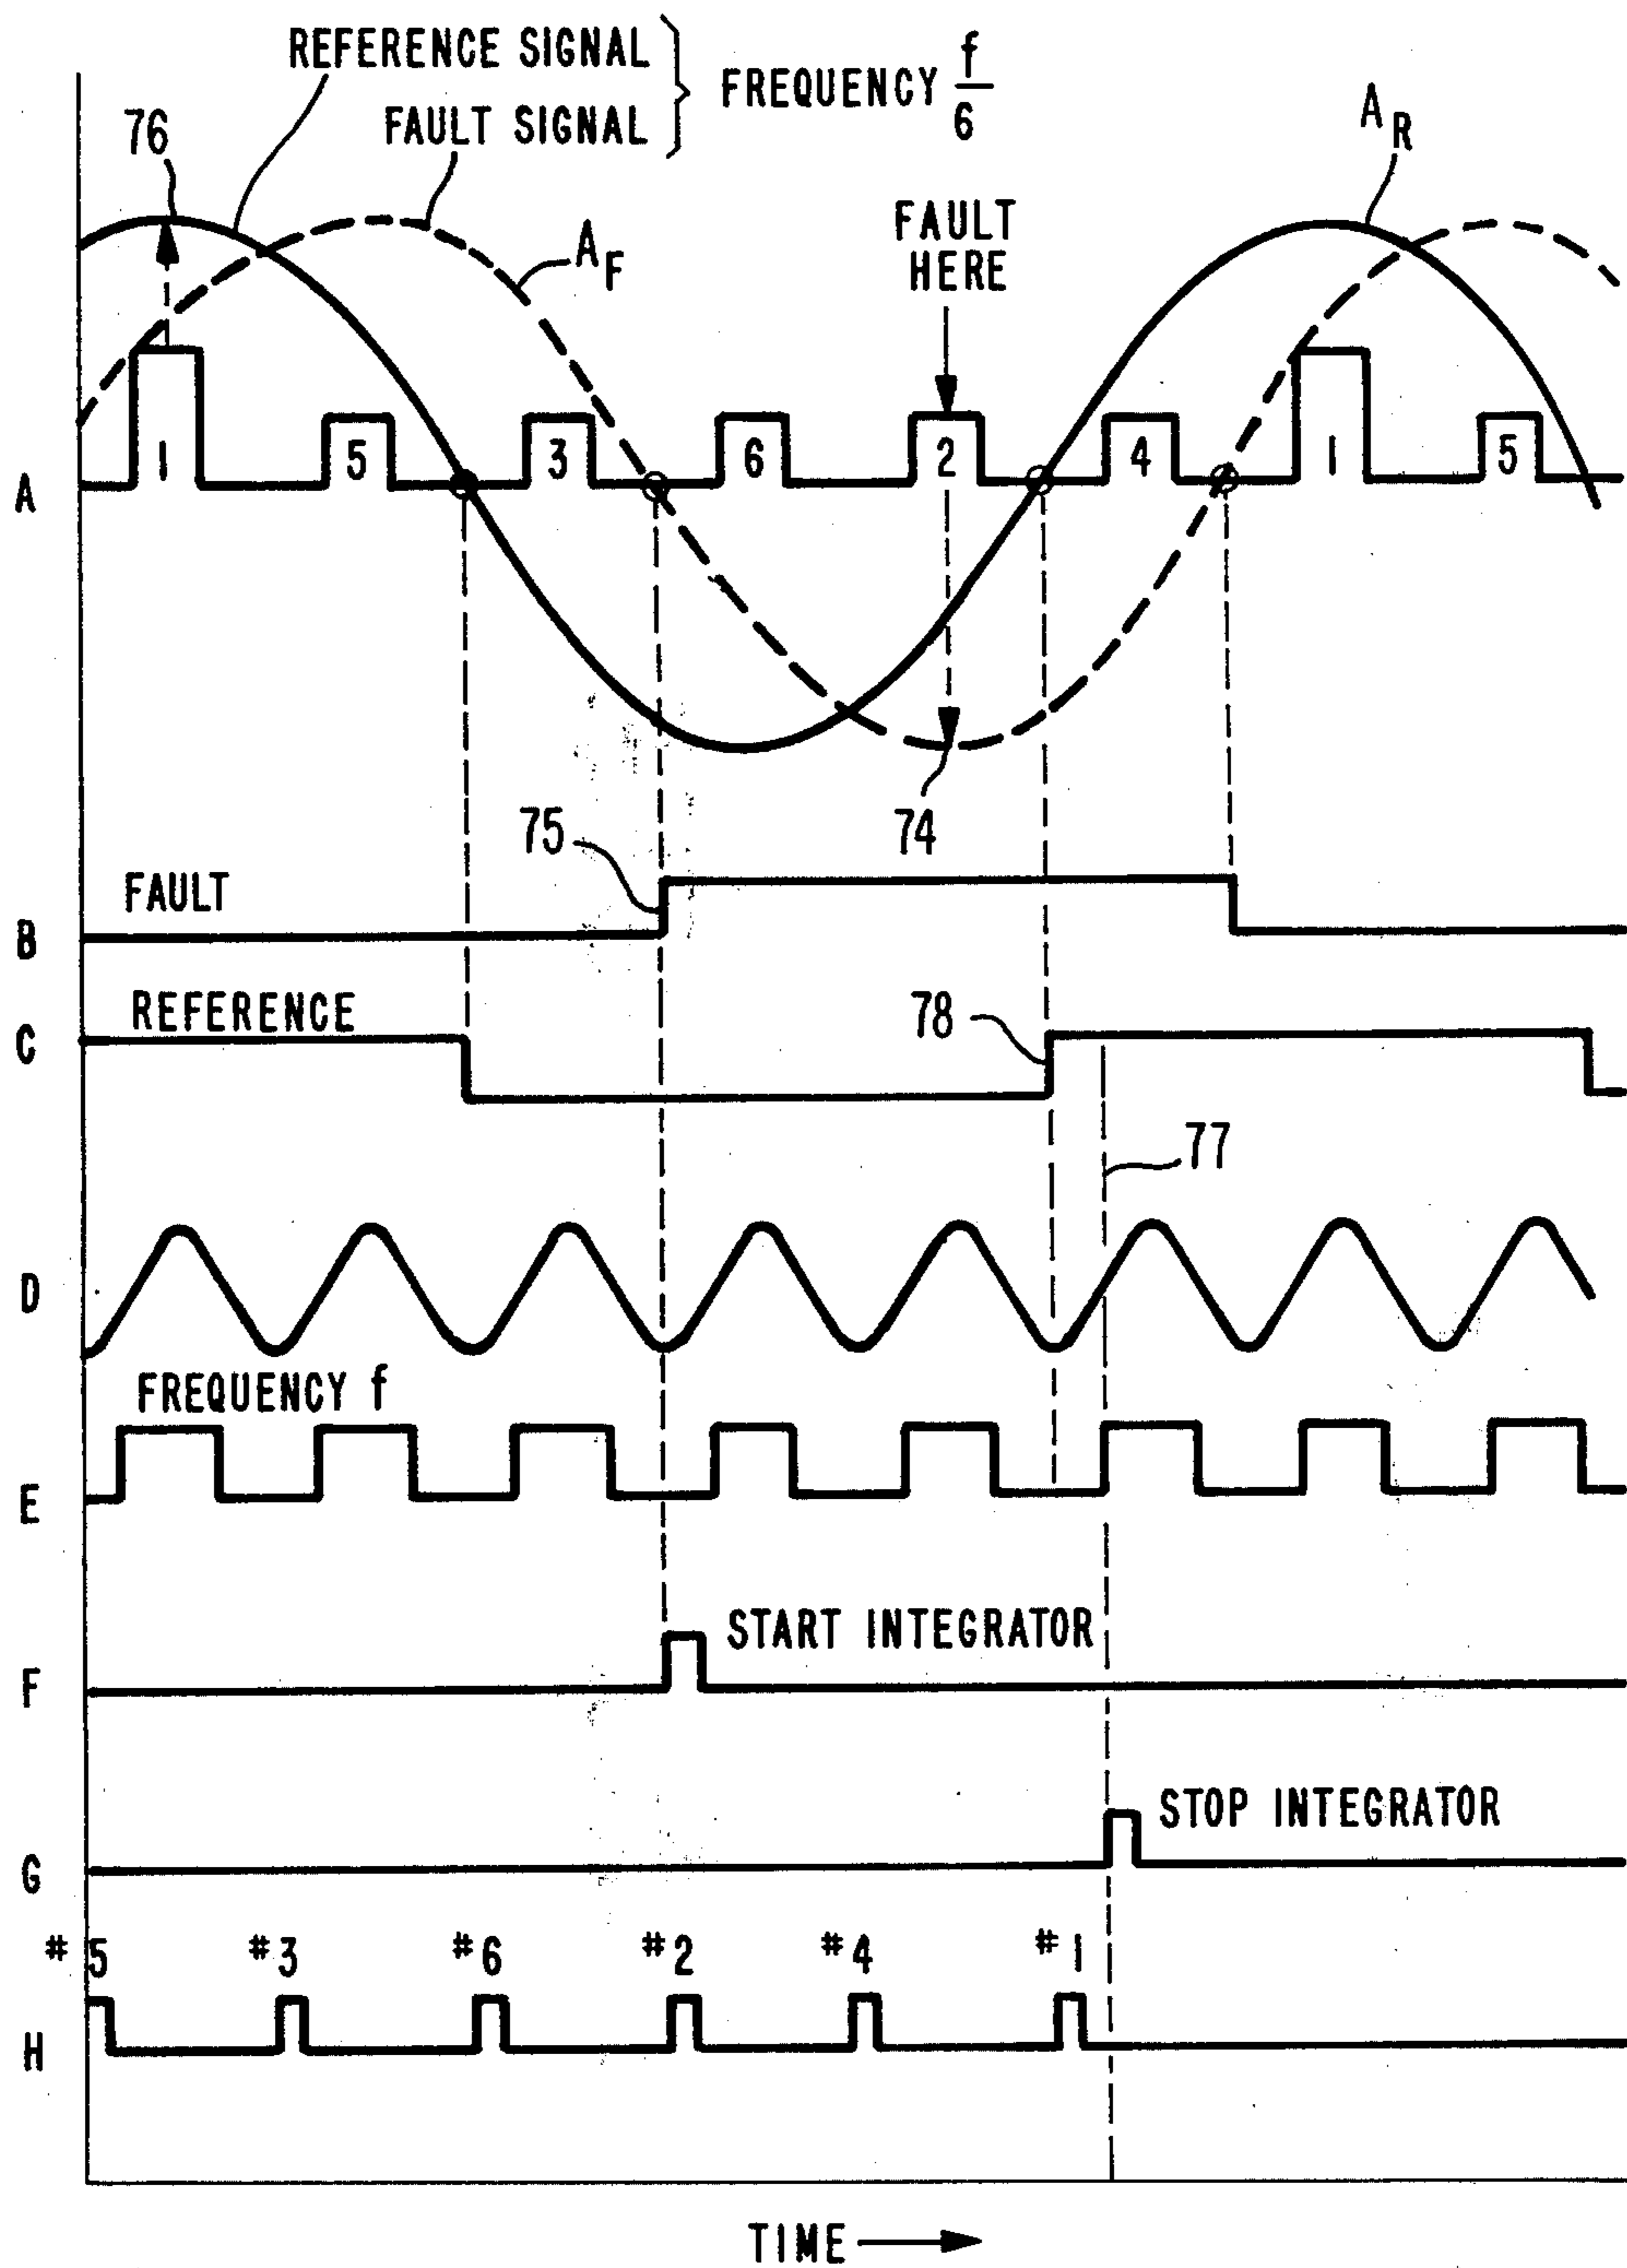 REFERENCE SIGNAL
FAULT SIGNAL
FREQUENCY f/6
76
A_R
A_F
FAULT
HERE
1 5 3 6 2 4 1 5
A
75
74
FAULT
B
REFERENCE
78
C
77
D
FREQUENCY f
E
START INTEGRATOR
F
STOP INTEGRATOR
G
#5 #3 #6 #2 #4 #1
H
TIME